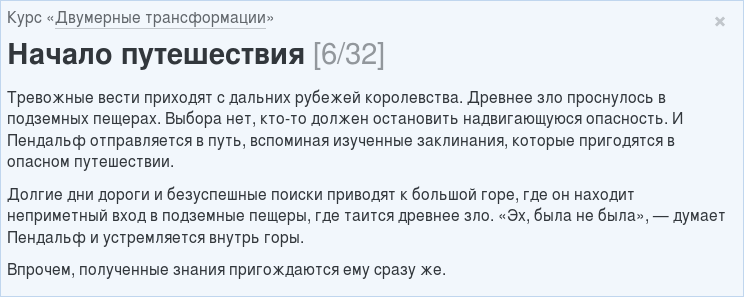 Курс «Двумерные трансформации»
Начало путешествия [6/32]
Тревожные вести приходят с дальних рубежей королевства. Древнее зло проснулось в
подземных пещерах. Выбора нет, кто-то должен остановить надвигающуюся опасность. И
Пендальф отправляется в путь, вспоминая изученные заклинания, которые пригодятся в
опасном путешествии.
Долгие дни дороги и безуспешные поиски приводят к большой горе, где он находит
неприметный вход в подземные пещеры, где таится древнее зло. «Эх, была не была», — думает
Пендальф и устремляется внутрь горы.
Впрочем, полученные знания пригождаются ему сразу же.